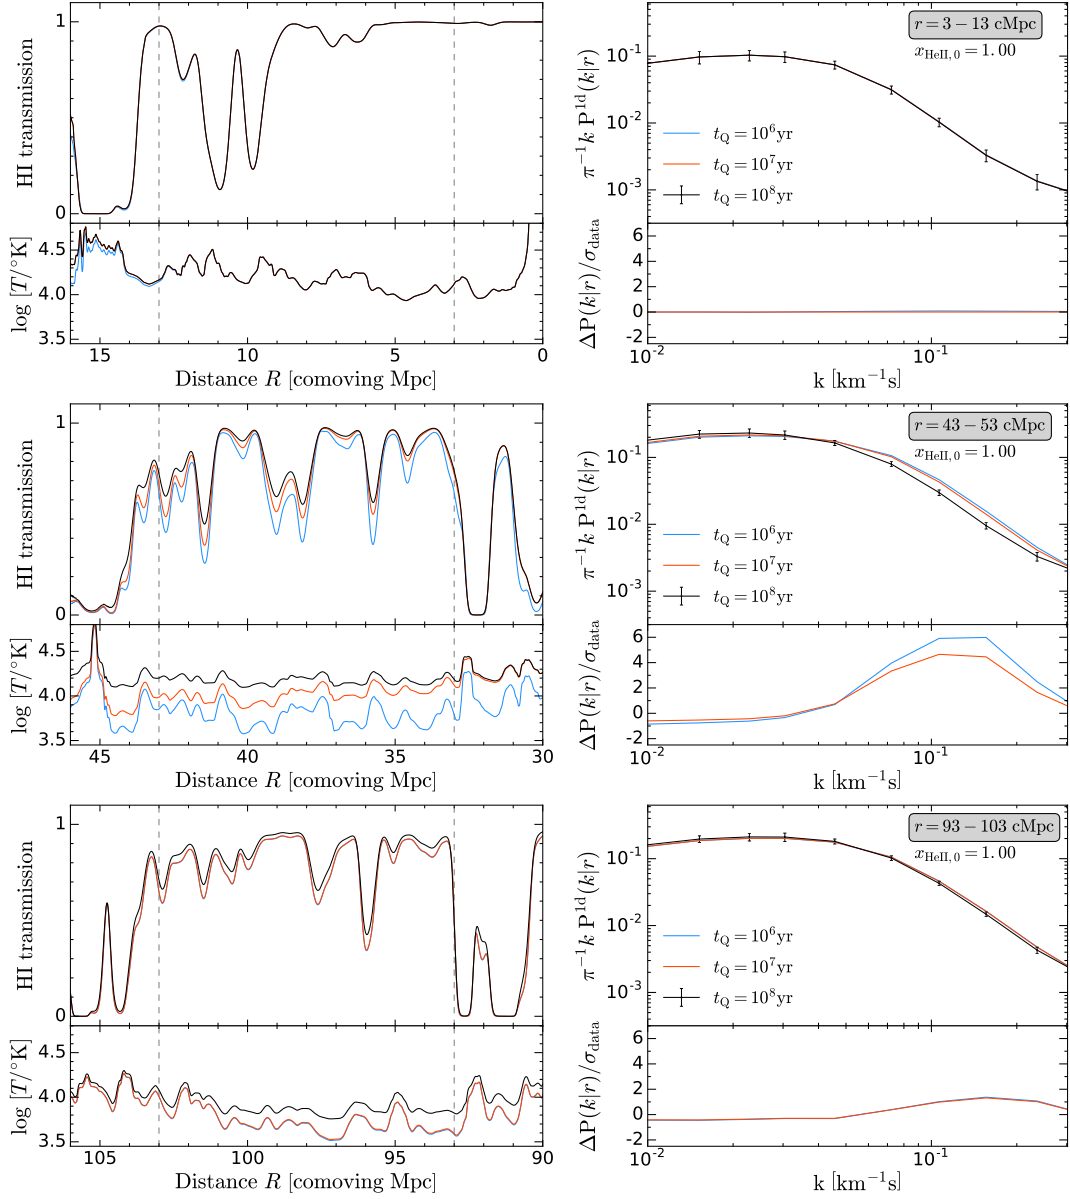 1
HI transmission
0
4.5
4.0
3.5
log [T/°K]
15 10 5 0
Distance R [comoving Mpc]
r = 3 − 13 cMpc
x_HeII,0 = 1.00
10⁻¹
10⁻²
10⁻³
π⁻¹k P¹ᵈ(k|r)
t_Q = 10⁶yr
t_Q = 10⁷yr
t_Q = 10⁸yr
6
4
2
0
−2
ΔP(k|r)/σ_data
10⁻² 10⁻¹
k [km⁻¹s]
1
HI transmission
0
4.5
4.0
3.5
log [T/°K]
45 40 35 30
Distance R [comoving Mpc]
r = 43 − 53 cMpc
x_HeII,0 = 1.00
10⁻¹
10⁻²
10⁻³
π⁻¹k P¹ᵈ(k|r)
t_Q = 10⁶yr
t_Q = 10⁷yr
t_Q = 10⁸yr
6
4
2
0
−2
ΔP(k|r)/σ_data
10⁻² 10⁻¹
k [km⁻¹s]
1
HI transmission
0
4.5
4.0
3.5
log [T/°K]
105 100 95 90
Distance R [comoving Mpc]
r = 93 − 103 cMpc
x_HeII,0 = 1.00
10⁻¹
10⁻²
10⁻³
π⁻¹k P¹ᵈ(k|r)
t_Q = 10⁶yr
t_Q = 10⁷yr
t_Q = 10⁸yr
6
4
2
0
−2
ΔP(k|r)/σ_data
10⁻² 10⁻¹
k [km⁻¹s]